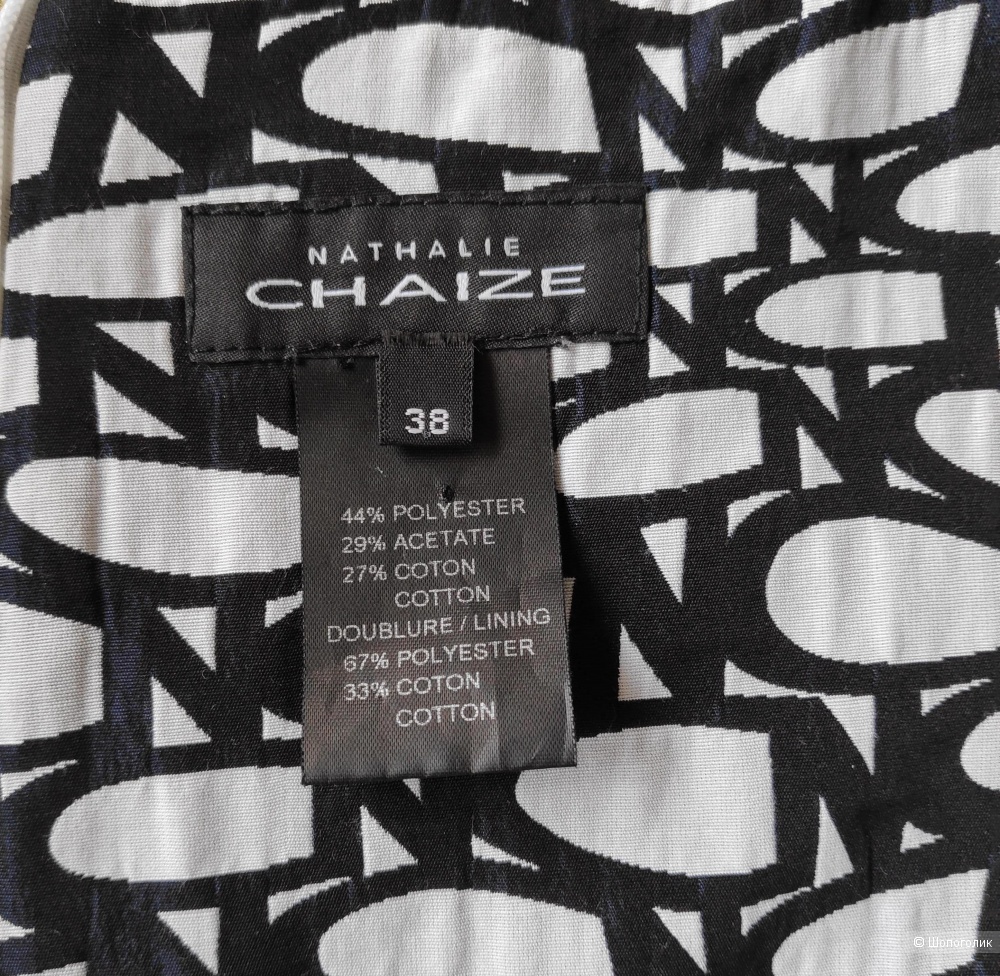 NATHALIE
CHAIZE
38
44% POLYESTER
29% ACETATE
27% COTON
COTTON
DOUBLURE / LINING
67% POLYESTER
33% COTON
COTTON
© Шопоголик